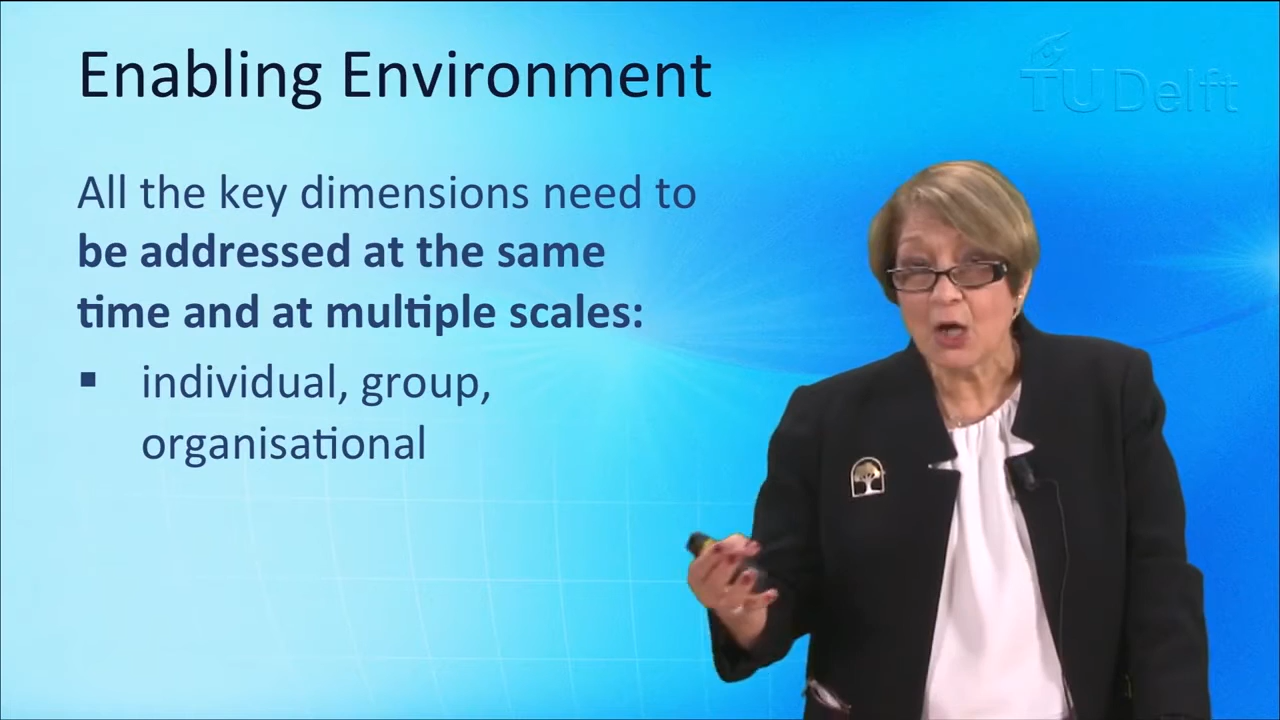 Enabling Environment
TU Delft
All the key dimensions need to
be addressed at the same
time and at multiple scales:
▪ individual, group,
organisational